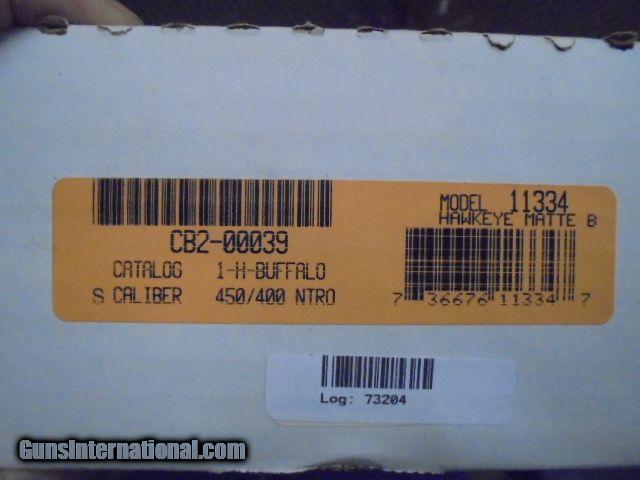 CB2-00039
CATALOG 1-H-BUFFALO
S CALIBER 450/400 NTRO
MODEL 11334
HAWKEYE MATTE B
7 36676 11334 7
Log: 73204
GunsInternational.com